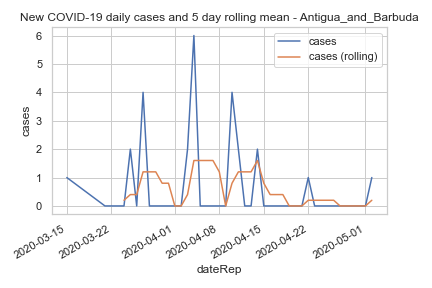 New COVID-19 daily cases and 5 day rolling mean - Antigua_and_Barbuda
cases
cases (rolling)
6
5
4
3
2
1
0
cases
2020-03-15
2020-03-22
2020-04-01
2020-04-08
2020-04-15
2020-04-22
2020-05-01
dateRep